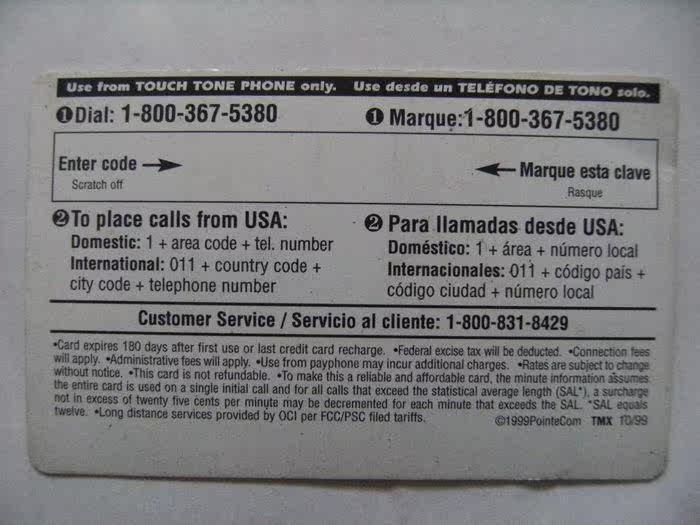 Use from TOUCH TONE PHONE only. Use desde un TELÉFONO DE TONO solo.
❶Dial: 1-800-367-5380
❶ Marque:1-800-367-5380
Enter code →
Scratch off
← Marque esta clave
Rasque
❷To place calls from USA:
Domestic: 1 + area code + tel. number
International: 011 + country code +
city code + telephone number
❷ Para llamadas desde USA:
Doméstico: 1 + área + número local
Internacionales: 011 + código país +
código ciudad + número local
Customer Service / Servicio al cliente: 1-800-831-8429
•Card expires 180 days after first use or last credit card recharge. •Federal excise tax will be deducted. •Connection fees
will apply. •Administrative fees will apply. •Use from payphone may incur additional charges. •Rates are subject to change
without notice. •This card is not refundable. •To make this a reliable and affordable card, the minute information assumes
the entire card is used on a single initial call and for all calls that exceed the statistical average length (SAL*), a surcharge
not in excess of twenty five cents per minute may be decremented for each minute that exceeds the SAL. *SAL equals
twelve. •Long distance services provided by OCI per FCC/PSC filed tariffs.
©1999PointeCom TMX 10/99